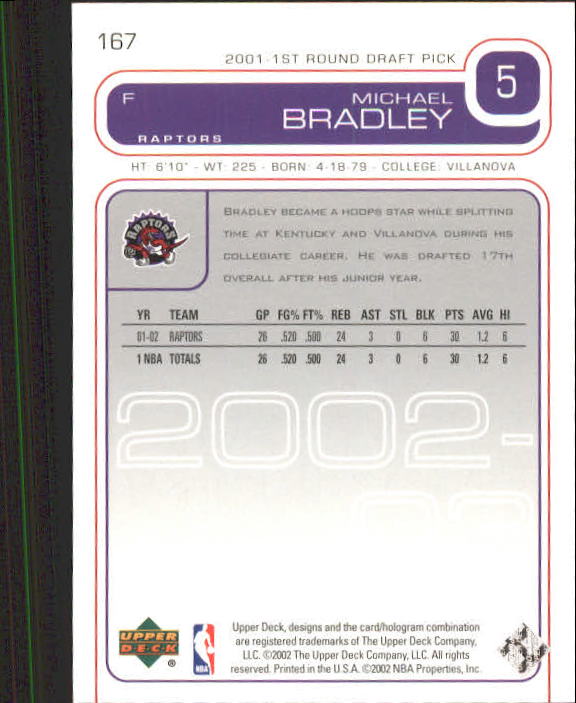 167
2001-1ST ROUND DRAFT PICK
5
F
MICHAEL
BRADLEY
RAPTORS
HT: 6'10" - WT: 225 - BORN: 4-18-79 - COLLEGE: VILLANOVA
RAPTORS
BRADLEY BECAME A HOOPS STAR WHILE SPLITTING
TIME AT KENTUCKY AND VILLANOVA DURING HIS
COLLEGIATE CAREER. HE WAS DRAFTED 17TH
OVERALL AFTER HIS JUNIOR YEAR.
YR TEAM GP FG% FT% REB AST STL BLK PTS AVG HI
01-02 RAPTORS 26 .520 .500 24 3 0 6 30 1.2 6
1 NBA TOTALS 26 .520 .500 24 3 0 6 30 1.2 6
2002-
UPPER
DECK
®
NBA
Upper Deck, designs and the card/hologram combination
are registered trademarks of The Upper Deck Company,
LLC. ©2002 The Upper Deck Company, LLC. All rights
reserved. Printed in the U.S.A. ©2002 NBA Properties, Inc.